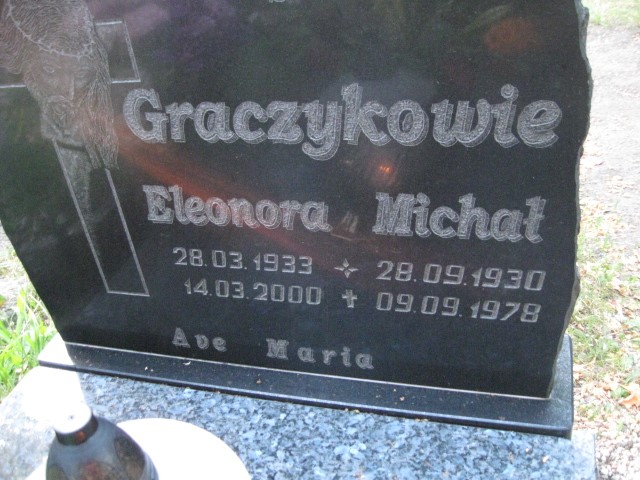 Graczykowie
Eleonora Michał
28.03.1933 28.09.1930
14.03.2000 09.09.1978
Ave Maria